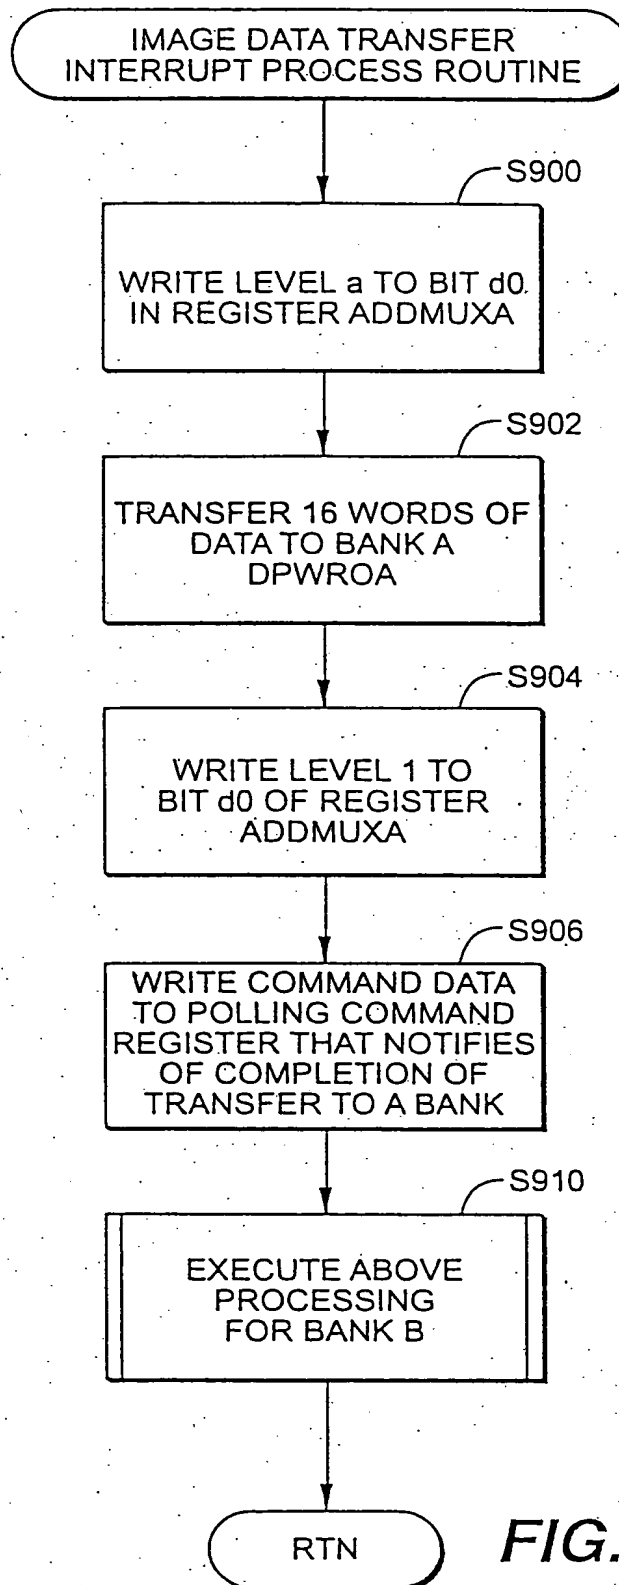 IMAGE DATA TRANSFER
INTERRUPT PROCESS ROUTINE
S900
WRITE LEVEL a TO BIT d0
IN REGISTER ADDMUXA
S902
TRANSFER 16 WORDS OF
DATA TO BANK A
DPWROA
S904
WRITE LEVEL 1 TO
BIT d0 OF REGISTER
ADDMUXA
S906
WRITE COMMAND DATA
TO POLLING COMMAND
REGISTER THAT NOTIFIES
OF COMPLETION OF
TRANSFER TO A BANK
S910
EXECUTE ABOVE
PROCESSING
FOR BANK B
RTN
FIG.